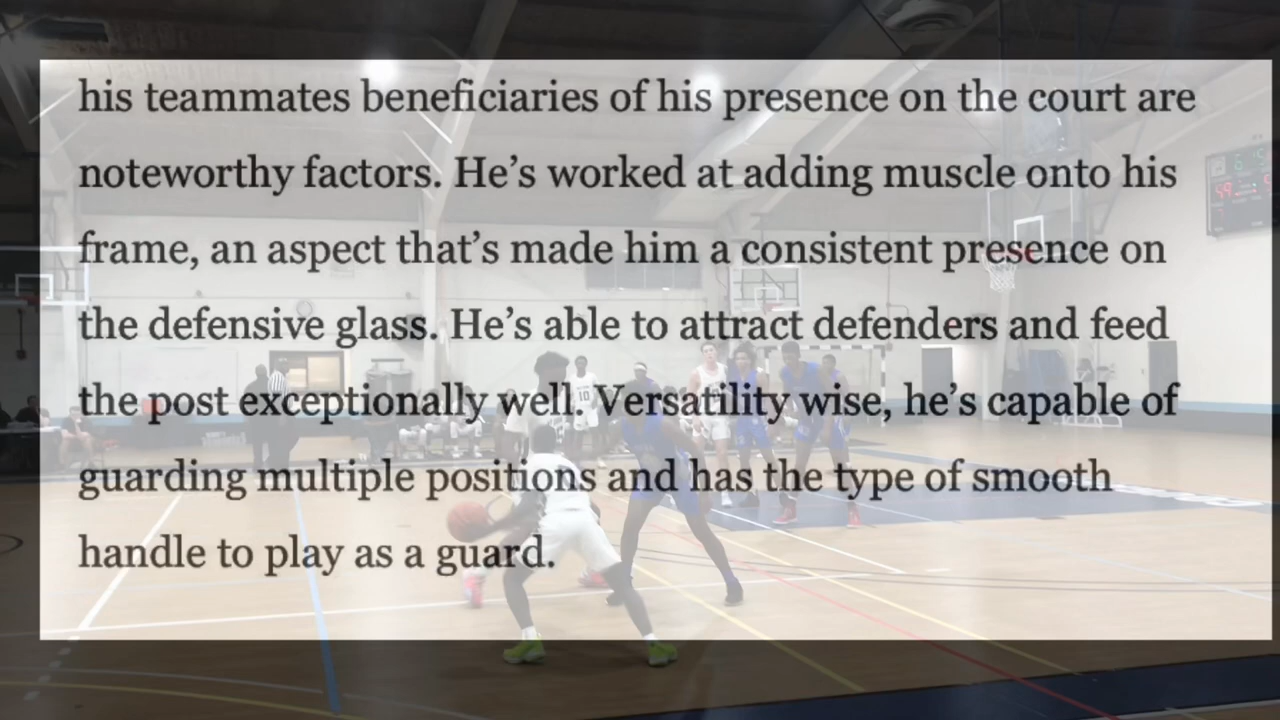 his teammates beneficiaries of his presence on the court are
noteworthy factors. He’s worked at adding muscle onto his
frame, an aspect that’s made him a consistent presence on
the defensive glass. He’s able to attract defenders and feed
the post exceptionally well. Versatility wise, he’s capable of
guarding multiple positions and has the type of smooth
handle to play as a guard.
10